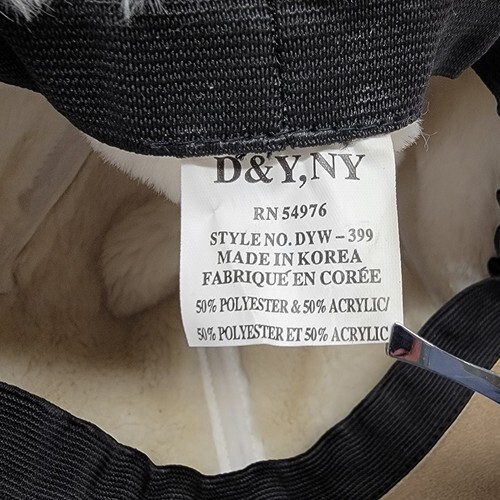 D&Y,NY
RN 54976
STYLE NO. DYW - 399
MADE IN KOREA
FABRIQUÉ EN CORÉE
50% POLYESTER & 50% ACRYLIC/
50% POLYESTER ET 50% ACRYLIC